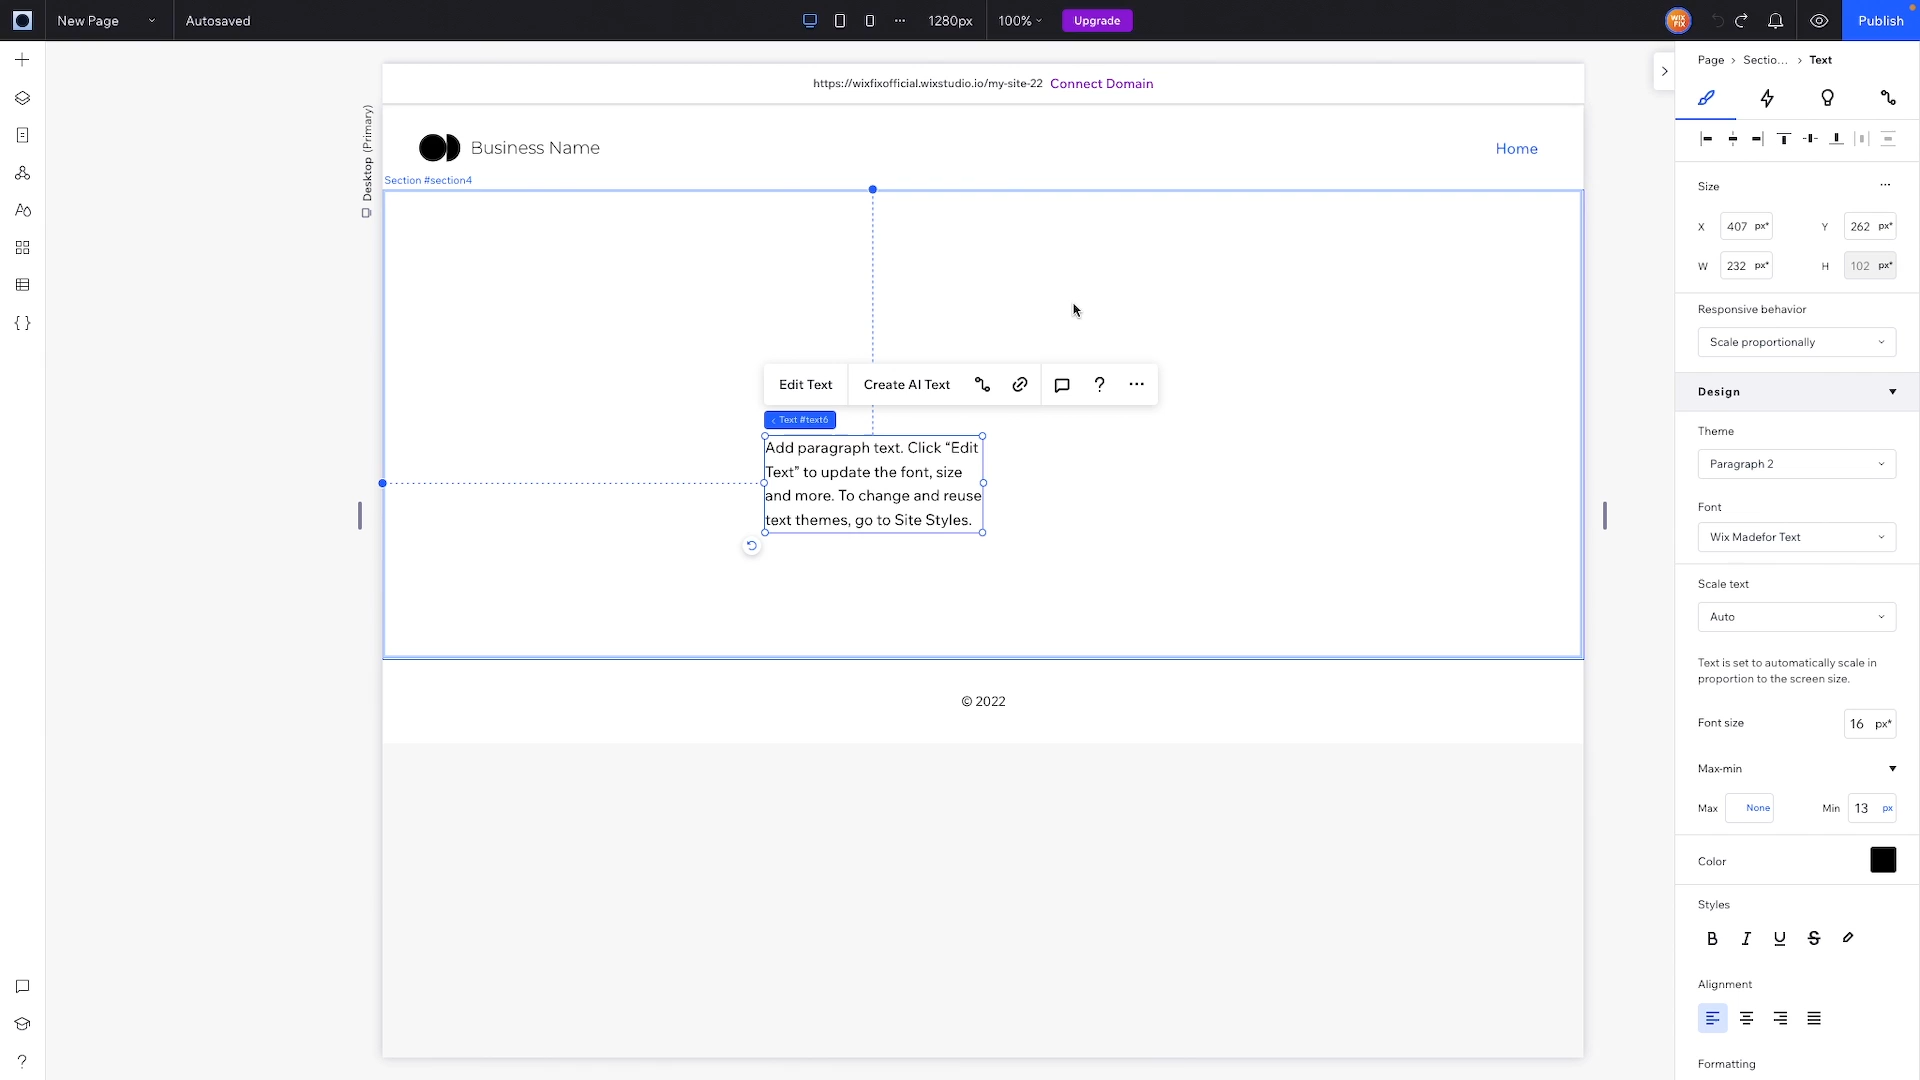 New Page
Autosaved
1280px
100%
Upgrade
WIX
FIX
Publish
https://wixfixofficial.wixstudio.io/my-site-22 Connect Domain
Desktop (Primary)
Business Name
Home
Section #section4
Edit Text
Create AI Text
?
Text #text6
Add paragraph text. Click “Edit
Text” to update the font, size
and more. To change and reuse
text themes, go to Site Styles.
© 2022
Page > Sectio... > Text
Size
X 407 px*
Y 262 px*
W 232 px*
H 102 px*
Responsive behavior
Scale proportionally
Design
Theme
Paragraph 2
Font
Wix Madefor Text
Scale text
Auto
Text is set to automatically scale in
proportion to the screen size.
Font size
16 px*
Max-min
Max None
Min 13 px
Color
Styles
B I U S
Alignment
Formatting